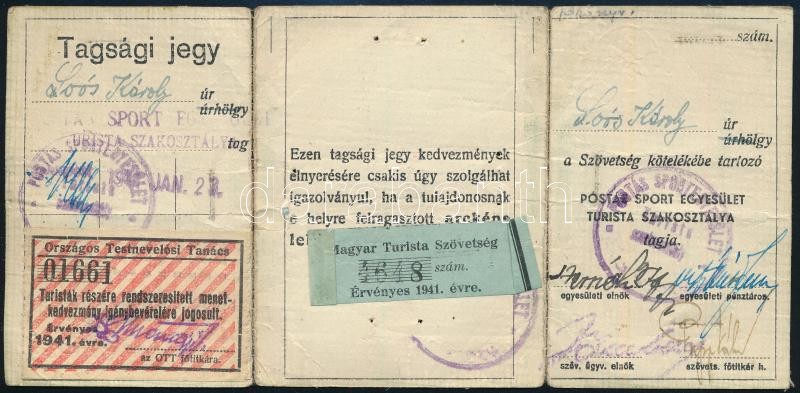 Tagsági jegy
Loós Károly
úr
úrhölgy
SPORT
TURISTA SZAKOSZTÁLYA
tag
JAN. 2
Országos Testnevelési Tanács
01661
Turisták részére rendszeresitett menet-
kedvezmény igénybevételére jogosult.
Érvényes
1941. évre.
az OTT főtitkára.
Ezen tagsági jegy kedvezmények
elnyerésére csakis úgy szolgálhat
igazolványul, ha a tulajdonosnak
e helyre felragasztott arcképe
Magyar Turista Szövetség
4648 szám.
Érvényes 1941. évre.
szám.
Loós Károly
úr
úrhölgy
a Szövetség kötelékébe tartozó
POSTÁS SPORT EGYESÜLET
TURISTA SZAKOSZTÁLYA
tagja.
egyesületi elnök egyesületi pénztáros.
szöv. ügyv. elnök szövets. főtitkár h.